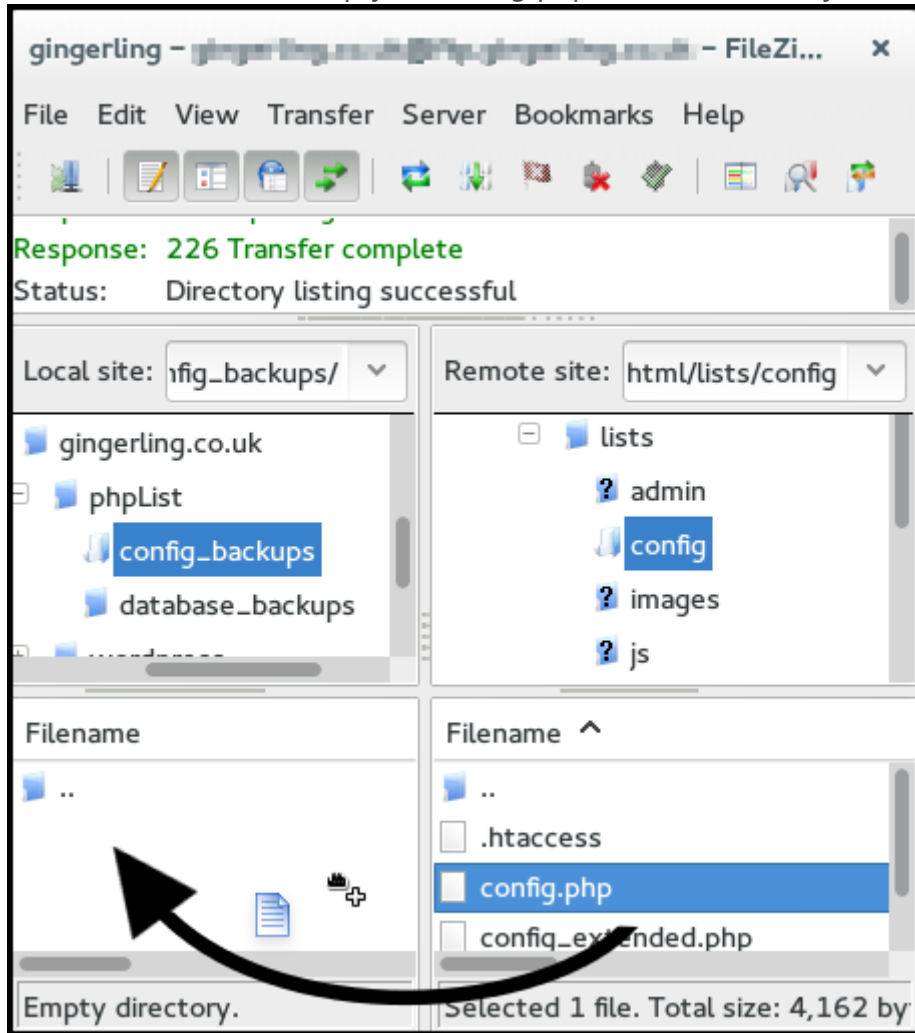 gingerling – – FileZi...
File Edit View Transfer Server Bookmarks Help
Response: 226 Transfer complete
Status: Directory listing successful
Local site: nfig_backups/
Remote site: html/lists/config
gingerling.co.uk
phpList
config_backups
database_backups
wordpress
lists
admin
config
images
js
Filename
..
Empty directory.
Filename
..
.htaccess
config.php
config_extended.php
Selected 1 file. Total size: 4,162 by